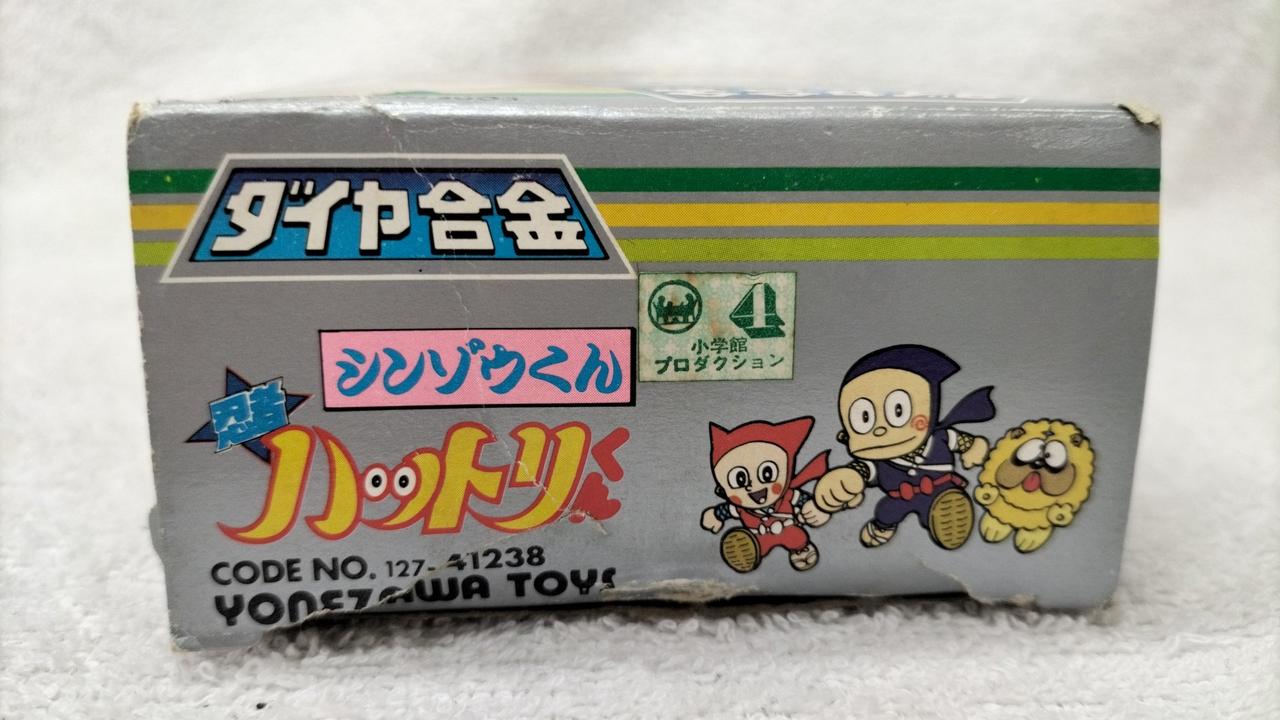 ダイヤ合金
4
小学館
プロダクション
シンゾウくん
忍者
ハットリくん
CODE NO. 127-41238
YONEZAWA TOYS